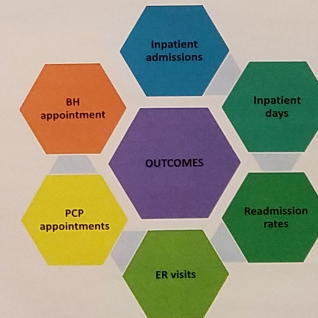 Inpatient
admissions
BH
appointment
Inpatient
days
OUTCOMES
PCP
appointments
Readmission
rates
ER visits